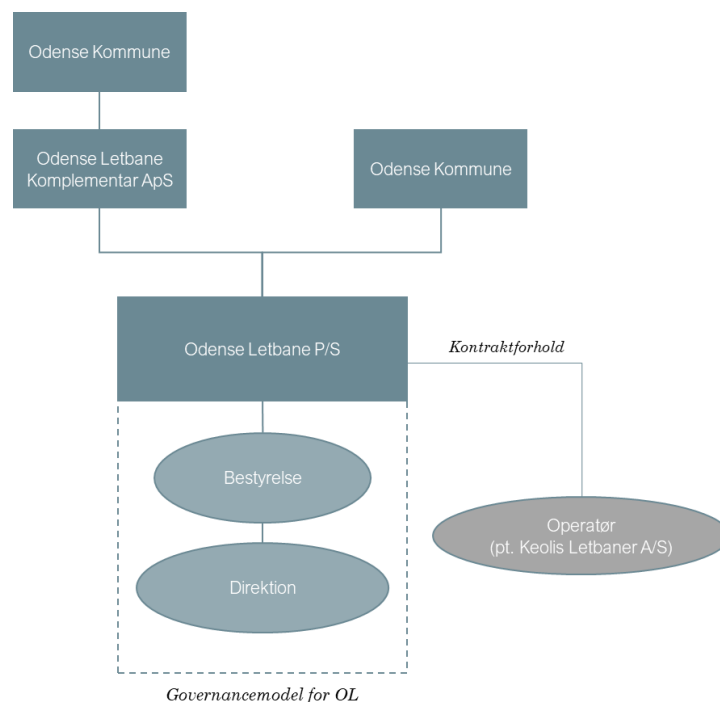 Odense Kommune
Odense Letbane
Komplementar ApS
Odense Kommune
Odense Letbane P/S
Kontraktforhold
Bestyrelse
Operatør
(pt. Keolis Letbaner A/S)
Direktion
Governancemodel for OL